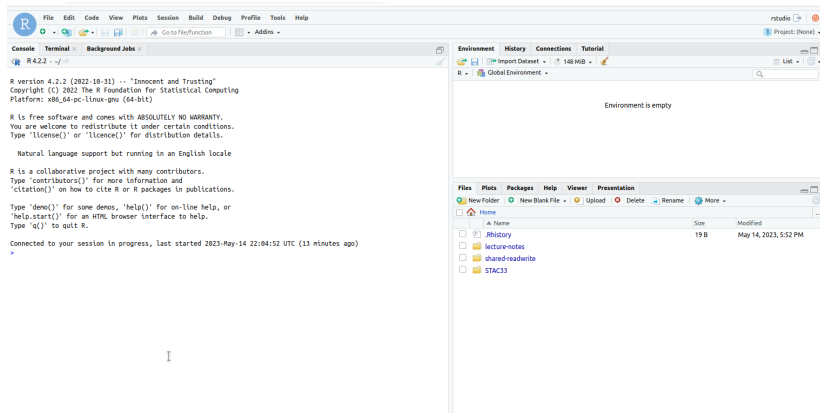 R
File Edit Code View Plots Session Build Debug Profile Tools Help
rstudio
Go to file/function
Addins
Project: (None)
Console Terminal Background Jobs
R 4.2.2 · ~/
R version 4.2.2 (2022-10-31) -- "Innocent and Trusting"
Copyright (C) 2022 The R Foundation for Statistical Computing
Platform: x86_64-pc-linux-gnu (64-bit)
R is free software and comes with ABSOLUTELY NO WARRANTY.
You are welcome to redistribute it under certain conditions.
Type 'license()' or 'licence()' for distribution details.
Natural language support but running in an English locale
R is a collaborative project with many contributors.
Type 'contributors()' for more information and
'citation()' on how to cite R or R packages in publications.
Type 'demo()' for some demos, 'help()' for on-line help, or
'help.start()' for an HTML browser interface to help.
Type 'q()' to quit R.
Connected to your session in progress, last started 2023-May-14 22:04:52 UTC (13 minutes ago)
>
Environment History Connections Tutorial
Import Dataset 148 MiB List
R Global Environment
Environment is empty
Files Plots Packages Help Viewer Presentation
New Folder New Blank File Upload Delete Rename More
Home ...
Name Size Modified
.Rhistory 19 B May 14, 2023, 5:52 PM
lecture-notes
shared-readwrite
STAC33